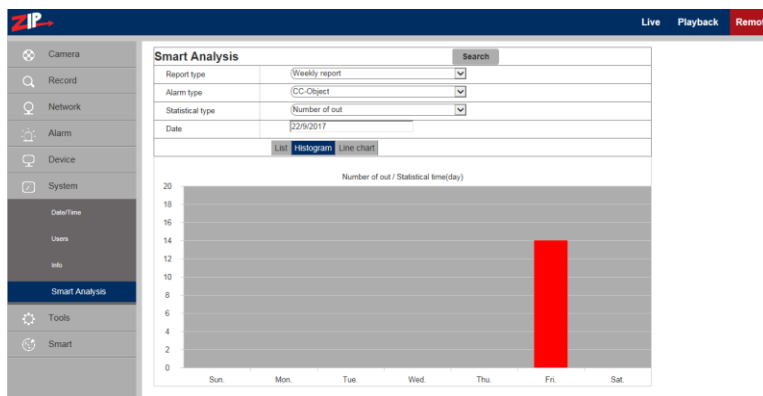 ZIP
Live Playback Remo
Camera
Record
Network
Alarm
Device
System
Date/Time
Users
Info
Smart Analysis
Tools
Smart
Smart Analysis Search
Report type Weekly report
Alarm type CC-Object
Statistical type Number of out
Date 22/9/2017
List Histogram Line chart
Number of out / Statistical time(day)
20
18
16
14
12
10
8
6
4
2
0
Sun. Mon. Tue. Wed. Thu. Fri. Sat.